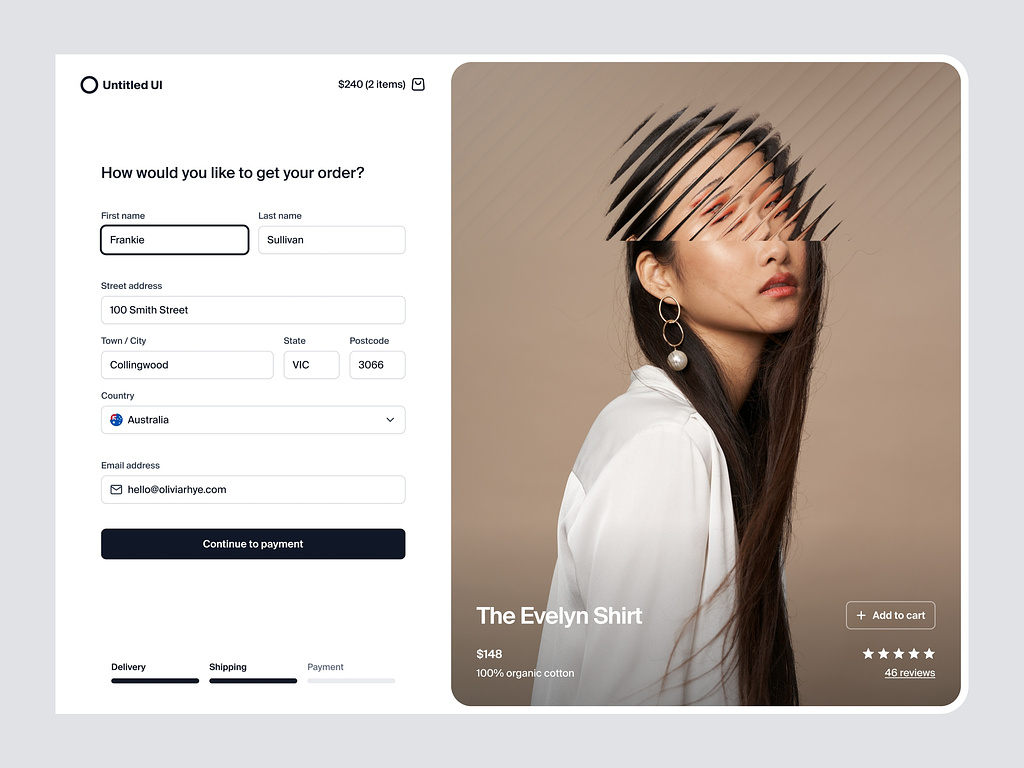 Untitled UI
$240 (2 items)
How would you like to get your order?
First name
Last name
Frankie
Sullivan
Street address
100 Smith Street
Town / City
State
Postcode
Collingwood
VIC
3066
Country
Australia
Email address
hello@oliviarhye.com
Continue to payment
Delivery
Shipping
Payment
The Evelyn Shirt
Add to cart
$148
100% organic cotton
46 reviews